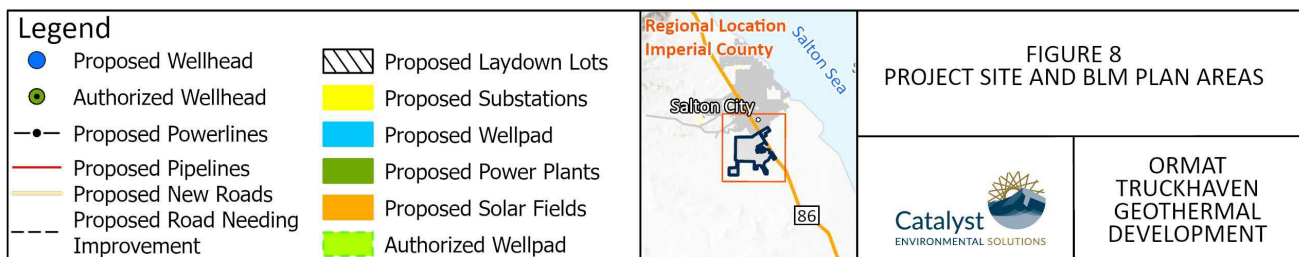 Legend
Proposed Wellhead
Authorized Wellhead
Proposed Powerlines
Proposed Pipelines
Proposed New Roads
Proposed Road Needing
Improvement
Proposed Laydown Lots
Proposed Substations
Proposed Wellpad
Proposed Power Plants
Proposed Solar Fields
Authorized Wellpad
Regional Location
Imperial County
Salton Sea
Salton City
86
FIGURE 8
PROJECT SITE AND BLM PLAN AREAS
Catalyst
ENVIRONMENTAL SOLUTIONS
ORMAT
TRUCKHAVEN
GEOTHERMAL
DEVELOPMENT